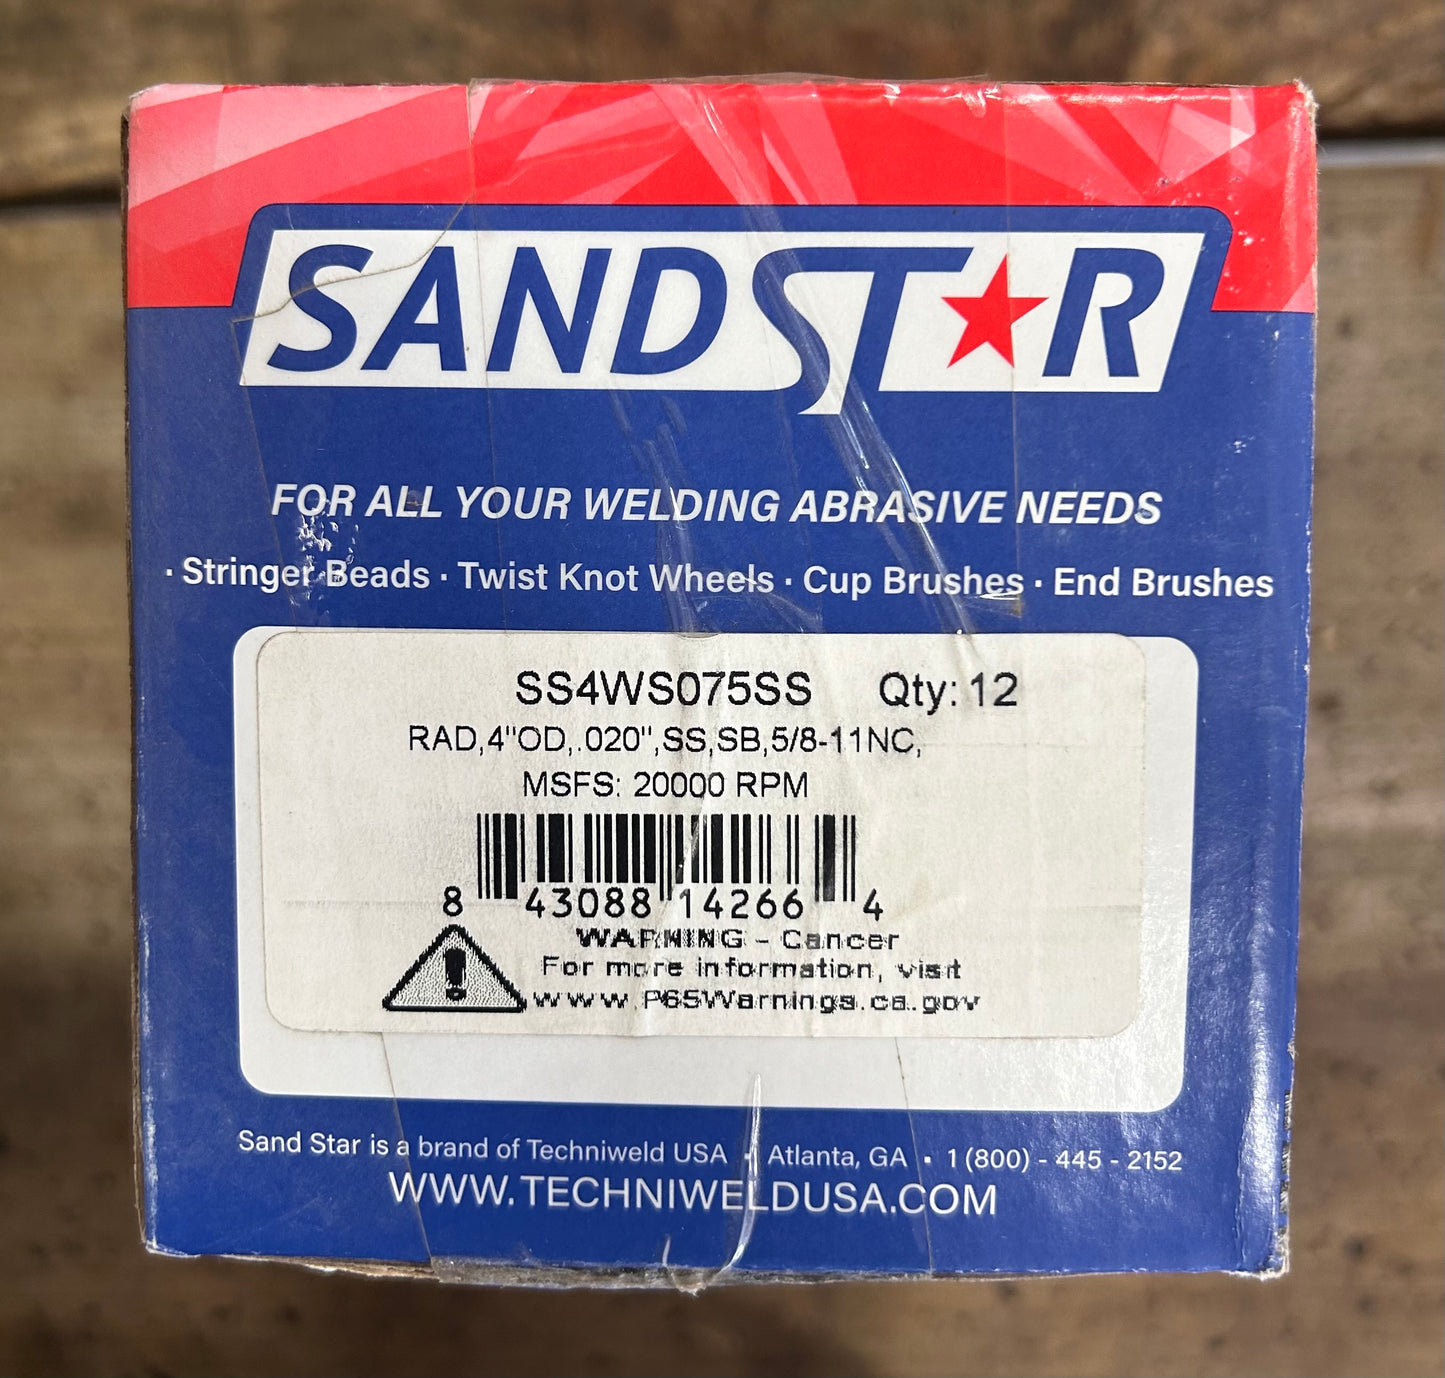 SANDSTAR
FOR ALL YOUR WELDING ABRASIVE NEEDS
· Stringer Beads · Twist Knot Wheels · Cup Brushes · End Brushes
SS4WS075SS Qty: 12
RAD,4"OD,.020",SS,SB,5/8-11NC,
MSFS: 20000 RPM
8 43088 14266 4
WARNING - Cancer
For more information, visit
www.P65Warnings.ca.gov
Sand Star is a brand of Techniweld USA • Atlanta, GA • 1 (800) - 445 - 2152
WWW.TECHNIWELDUSA.COM